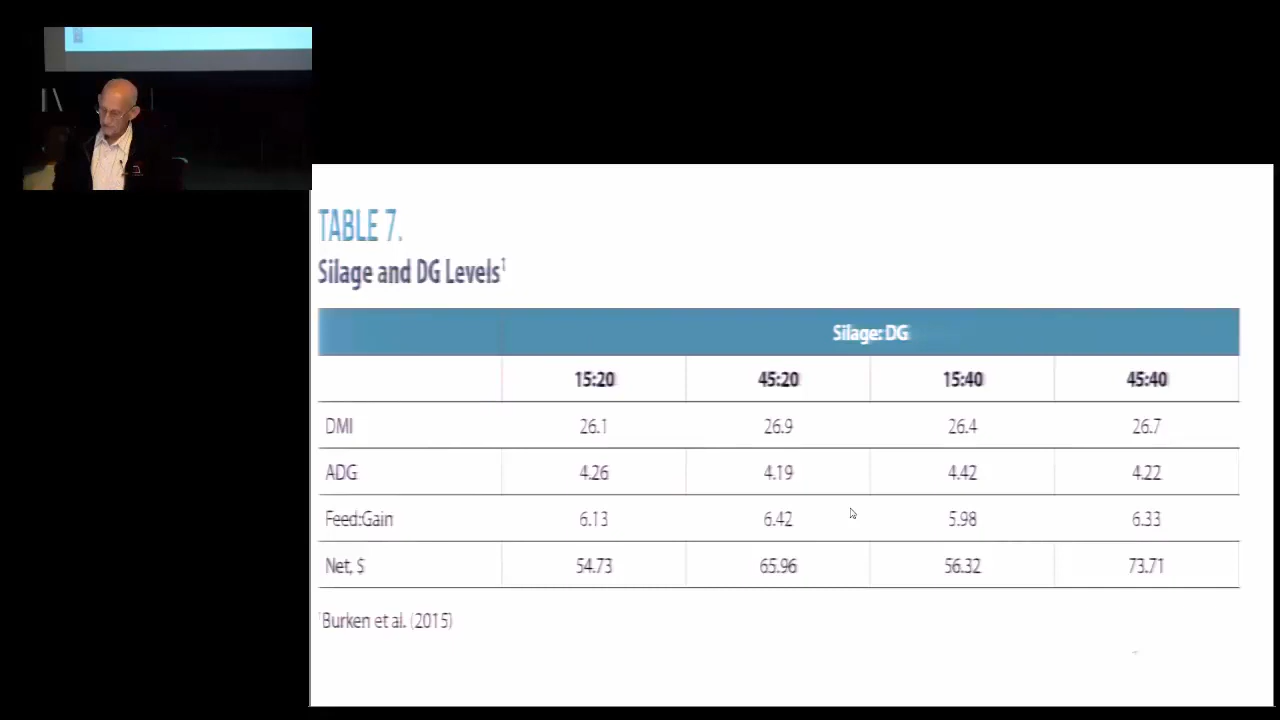 TABLE 7.
Silage and DG Levels¹
Silage: DG
15:20 45:20 15:40 45:40
DMI 26.1 26.9 26.4 26.7
ADG 4.26 4.19 4.42 4.22
Feed:Gain 6.13 6.42 5.98 6.33
Net, $ 54.73 65.96 56.32 73.71
¹Burken et al. (2015)